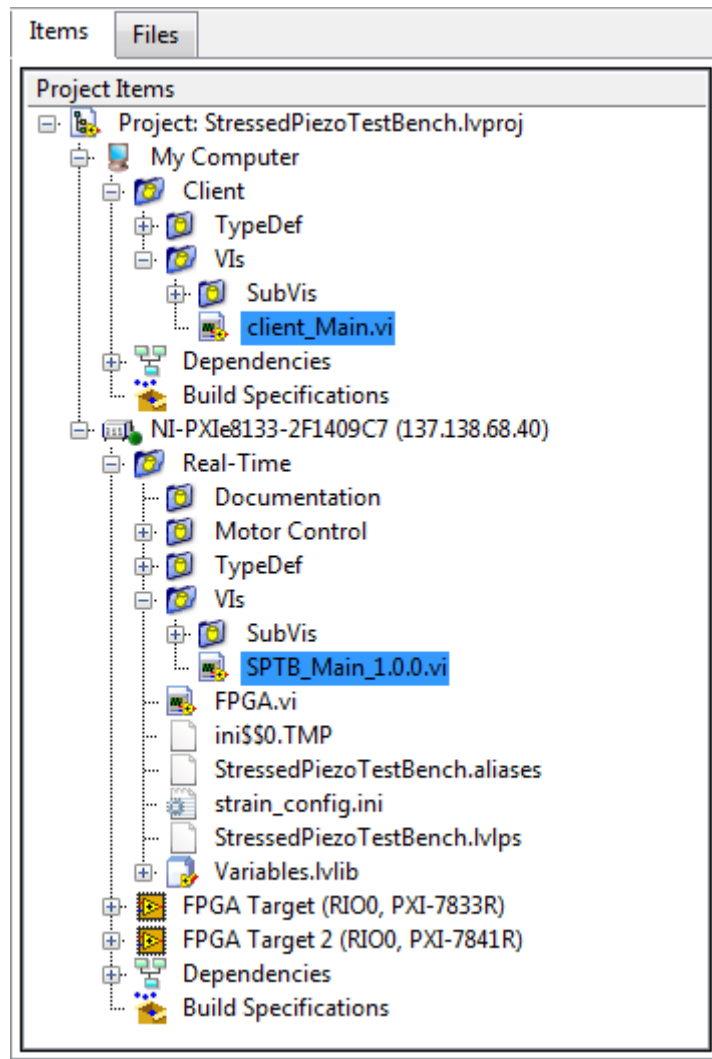 Items Files
Project Items
Project: StressedPiezoTestBench.lvproj
My Computer
Client
TypeDef
VIs
SubVis
client_Main.vi
Dependencies
Build Specifications
NI-PXIe8133-2F1409C7 (137.138.68.40)
Real-Time
Documentation
Motor Control
TypeDef
VIs
SubVis
SPTB_Main_1.0.0.vi
FPGA.vi
ini$$0.TMP
StressedPiezoTestBench.aliases
strain_config.ini
StressedPiezoTestBench.lvlps
Variables.lvlib
FPGA Target (RIO0, PXI-7833R)
FPGA Target 2 (RIO0, PXI-7841R)
Dependencies
Build Specifications